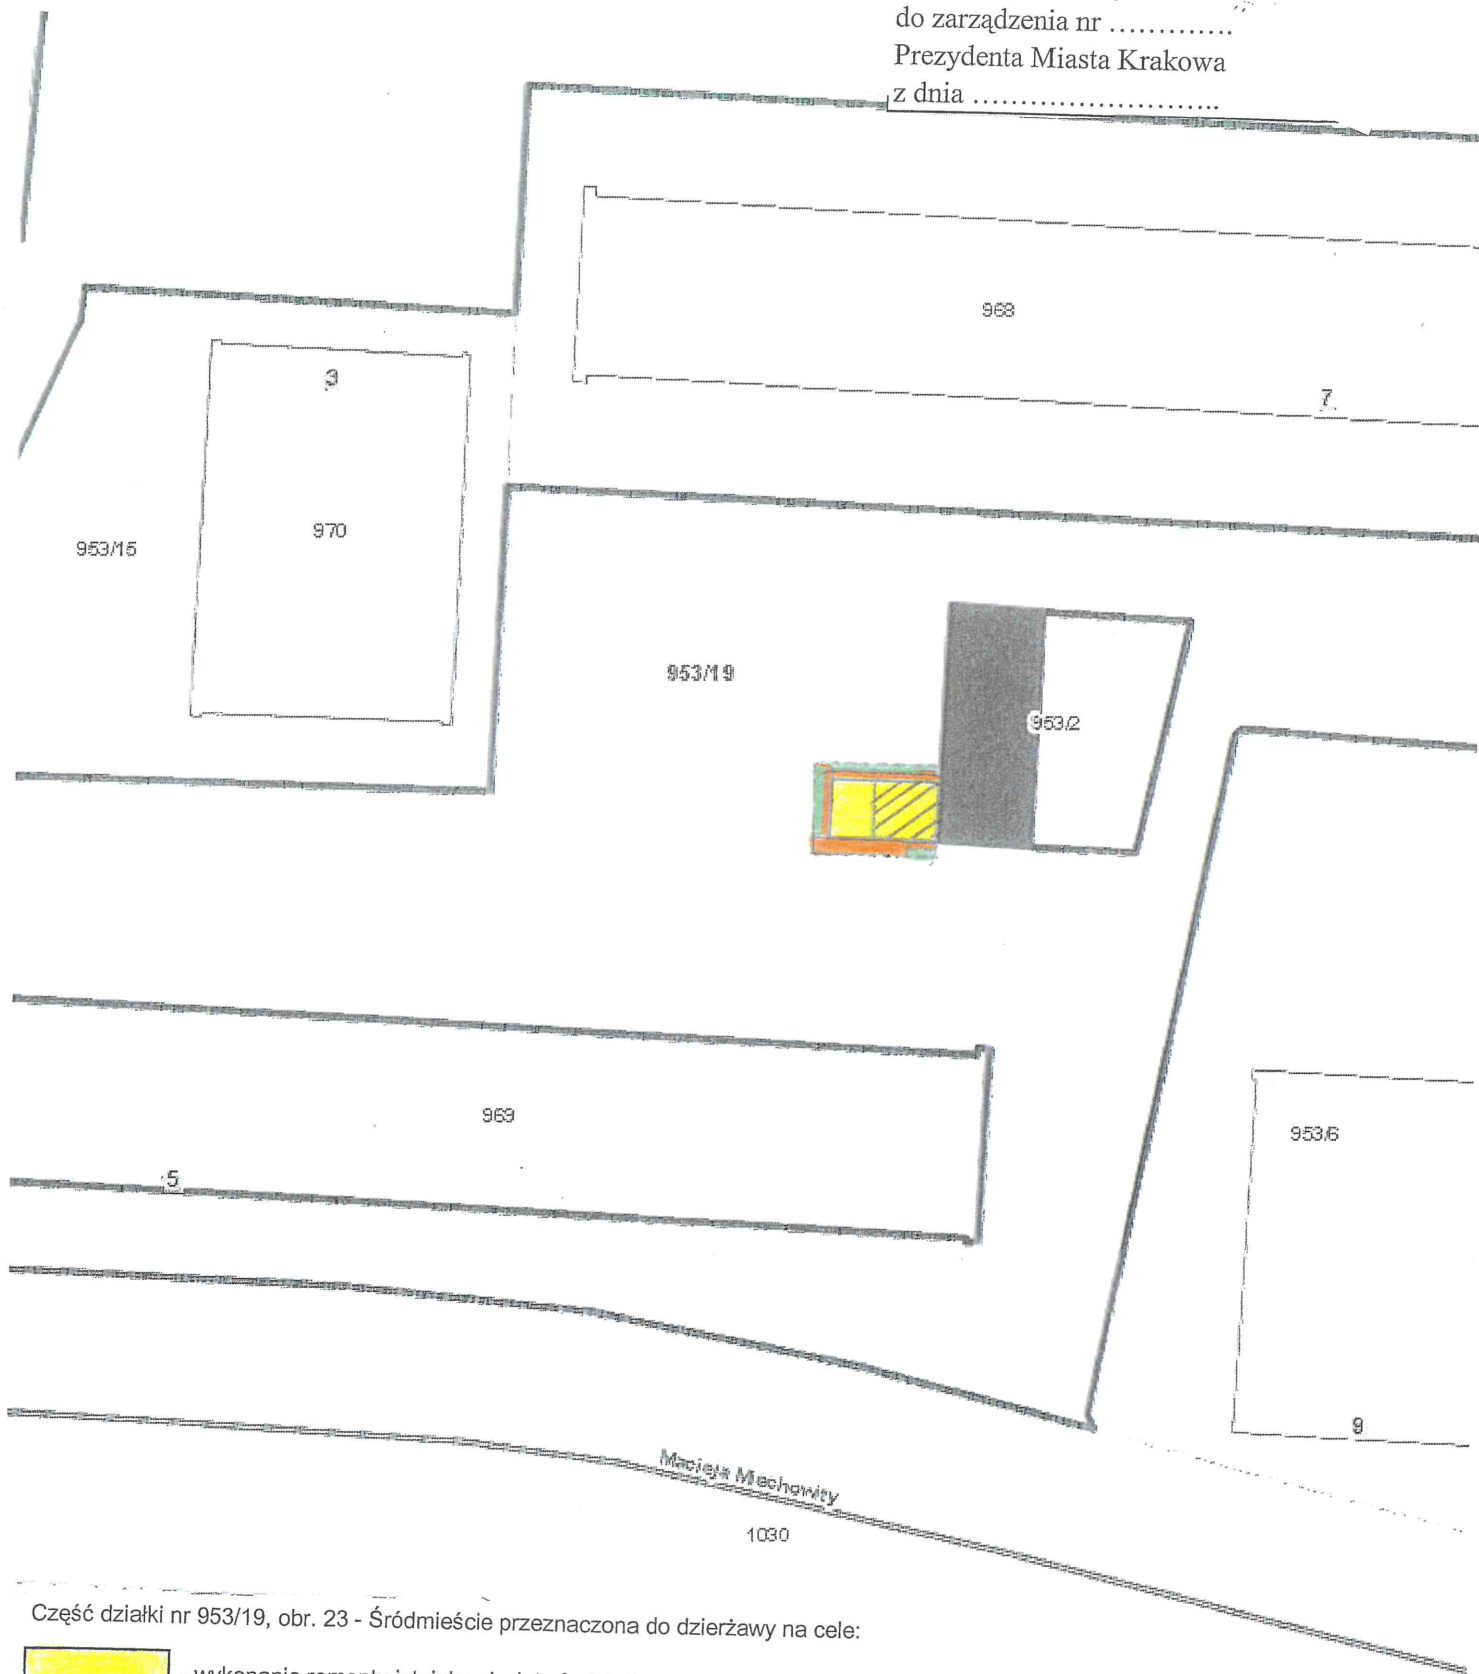 do zarządzenia nr .............
Prezydenta Miasta Krakowa
z dnia ..........................
968
3
7
970
953/15
953/19
953/2
969
953/6
5
9
Macieja Miechowity
1030
Część działki nr 953/19, obr. 23 - Śródmieście przeznaczona do dzierżawy na cele: